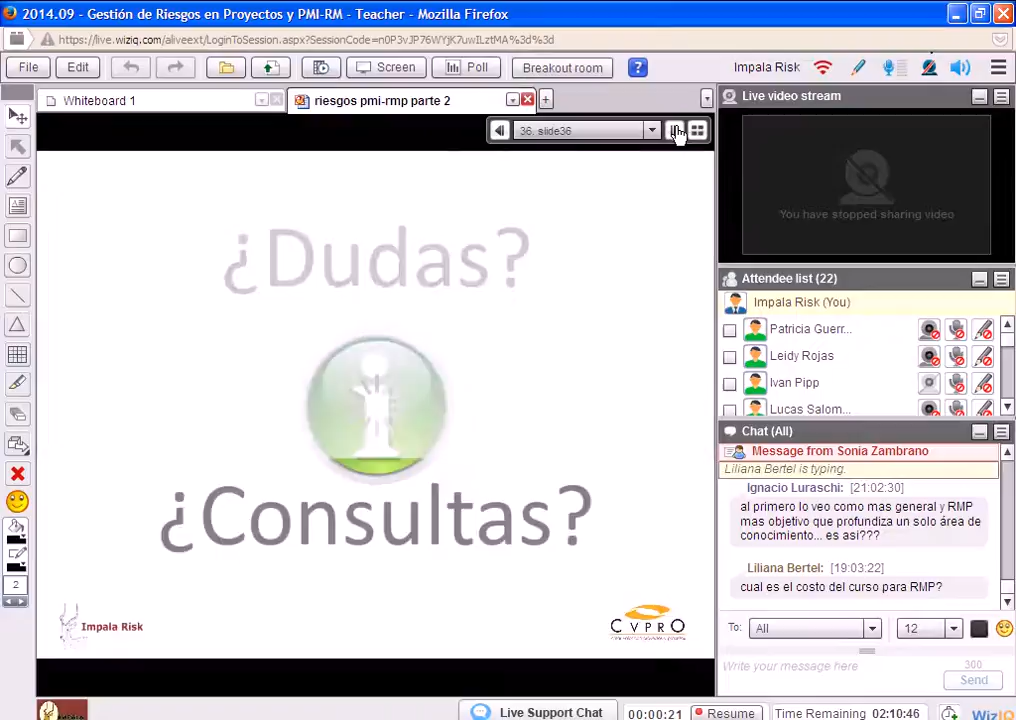 2014.09 - Gestión de Riesgos en Proyectos y PMI-RM - Teacher - Mozilla Firefox
https://live.wiziq.com/aliveext/LoginToSession.aspx?SessionCode=n0P3vJP76WYjK7uwILztMA%3d%3d
File Edit Screen Poll Breakout room ? Impala Risk
Whiteboard 1
riesgos pmi-rmp parte 2
36. slide36
¿Dudas?
¿Consultas?
Impala Risk
CVPRO
2
Live video stream
You have stopped sharing video
Attendee list (22)
Impala Risk (You)
Patricia Guerr...
Leidy Rojas
Ivan Pipp
Lucas Salom...
Chat (All)
Message from Sonia Zambrano
Liliana Bertel is typing.
Ignacio Luraschi: [21:02:30]
al primero lo veo como mas general y RMP
mas objetivo que profundiza un solo área de
conocimiento... es asi???
Liliana Bertel: [19:03:22]
cual es el costo del curso para RMP?
To: All 12
Write your message here
300
Send
Live Support Chat 00:00:21 Resume Time Remaining 02:10:46 WizIQ